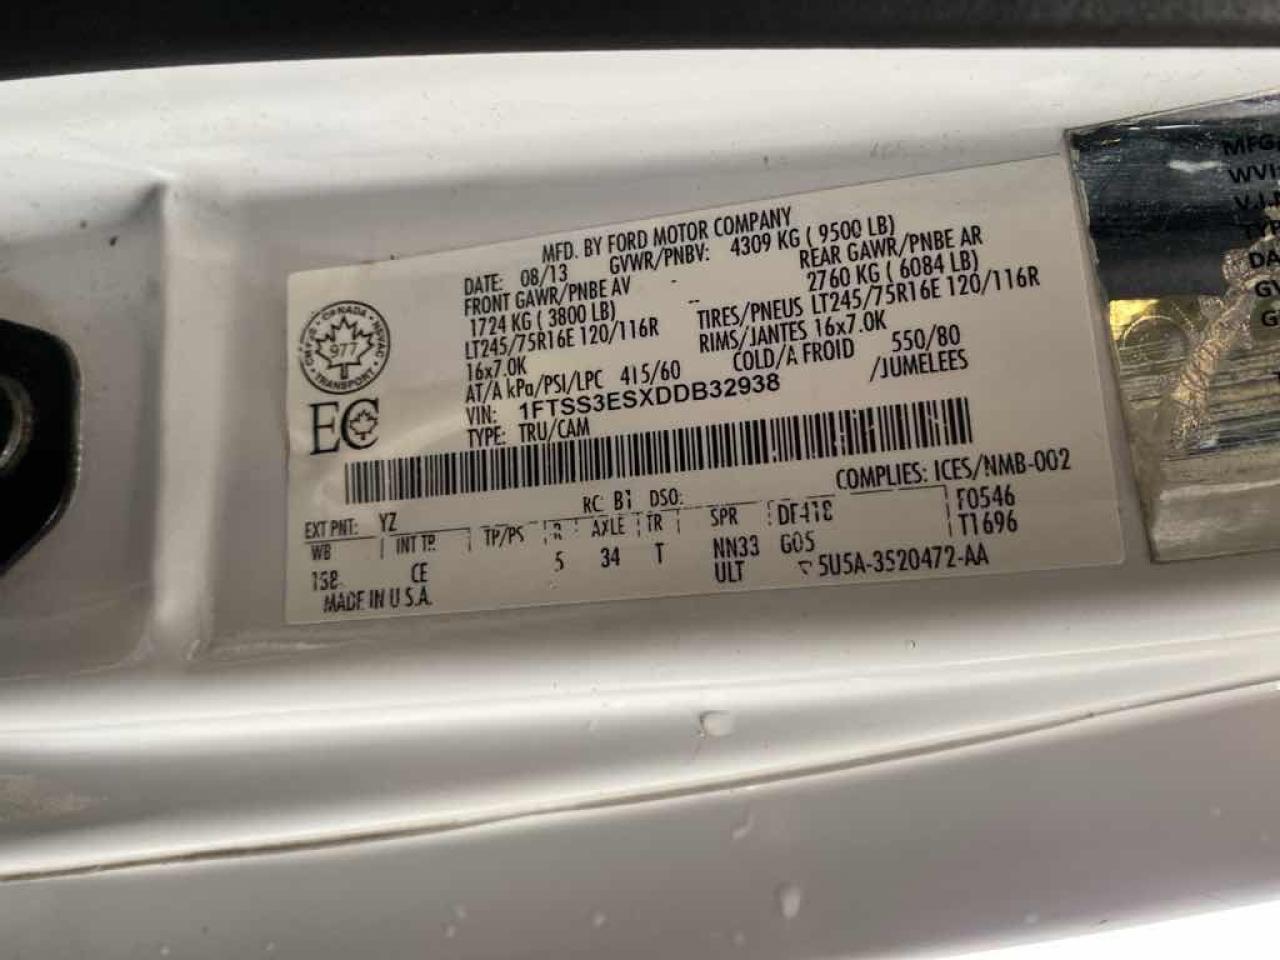 MFD. BY FORD MOTOR COMPANY
DATE: 08/13 GVWR/PNBV: 4309 KG ( 9500 LB)
FRONT GAWR/PNBE AV - REAR GAWR/PNBE AR
1724 KG ( 3800 LB) -- 2760 KG ( 6084 LB)
LT245/75R16E 120/116R TIRES/PNEUS LT245/75R16E 120/116R
16x7.0K RIMS/JANTES 16x7.0K
AT/A kPa/PSI/LPC 415/60 COLD/A FROID 550/80
VIN: 1FTSS3ESXDDB32938 /JUMELEES
TYPE: TRU/CAM
CANADA
977
TRANSPORT
EC
COMPLIES: ICES/NMB-002
RC: B1 DSO: F0546
EXT PNT: YZ T1696
WB INT TR TP/PS R AXLE TR SPR
158 CE 5 34 T NN33 G05
MADE IN U.S.A. ULT 5U5A-3520472-AA
MFG
V.I.N
DA